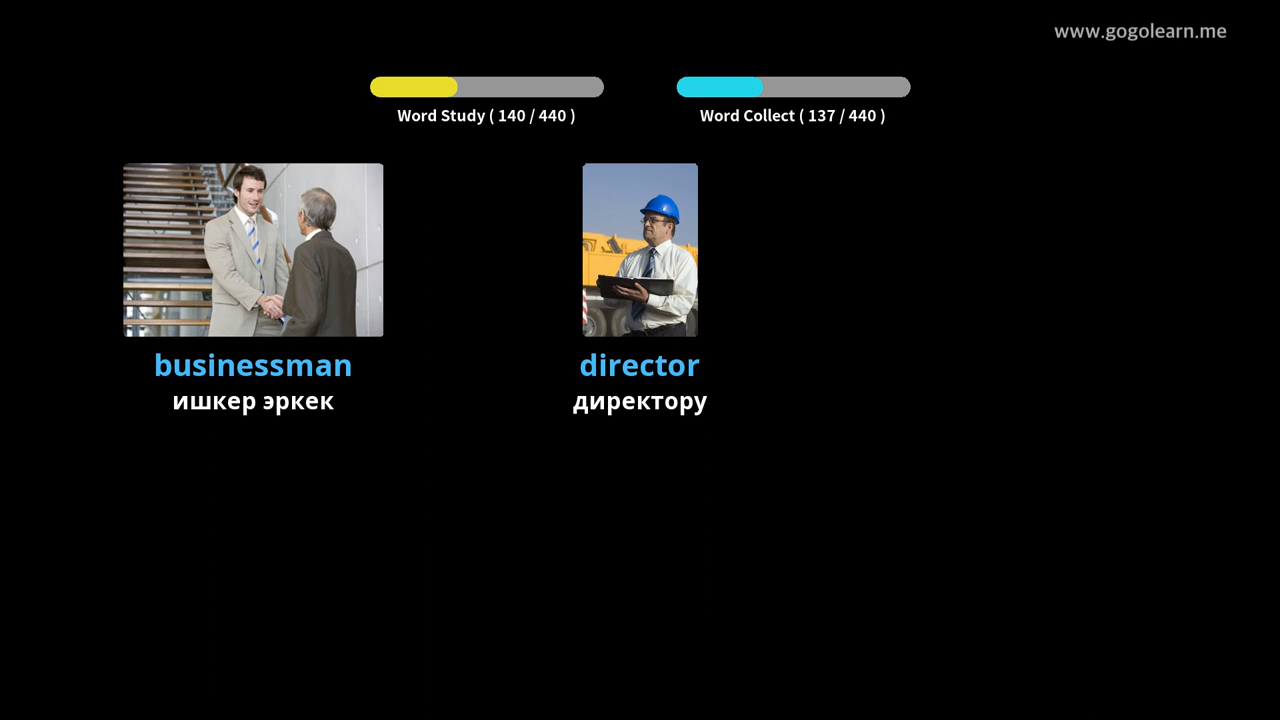 www.gogolearn.me
Word Study ( 140 / 440 )
Word Collect ( 137 / 440 )
businessman
ишкер эркек
director
директору